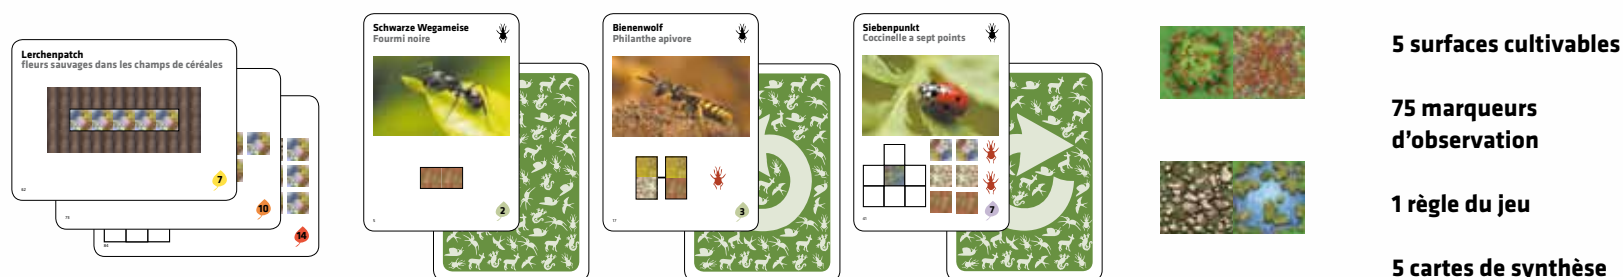 Lerchenpatch
fleurs sauvages dans les champs de céréales
7
10
14
Schwarze Wegameise
Fourmi noire
2
Bienenwolf
Philanthe apivore
3
Siebenpunkt
Coccinelle a sept points
7
5 surfaces cultivables
75 marqueurs
d’observation
1 règle du jeu
5 cartes de synthèse